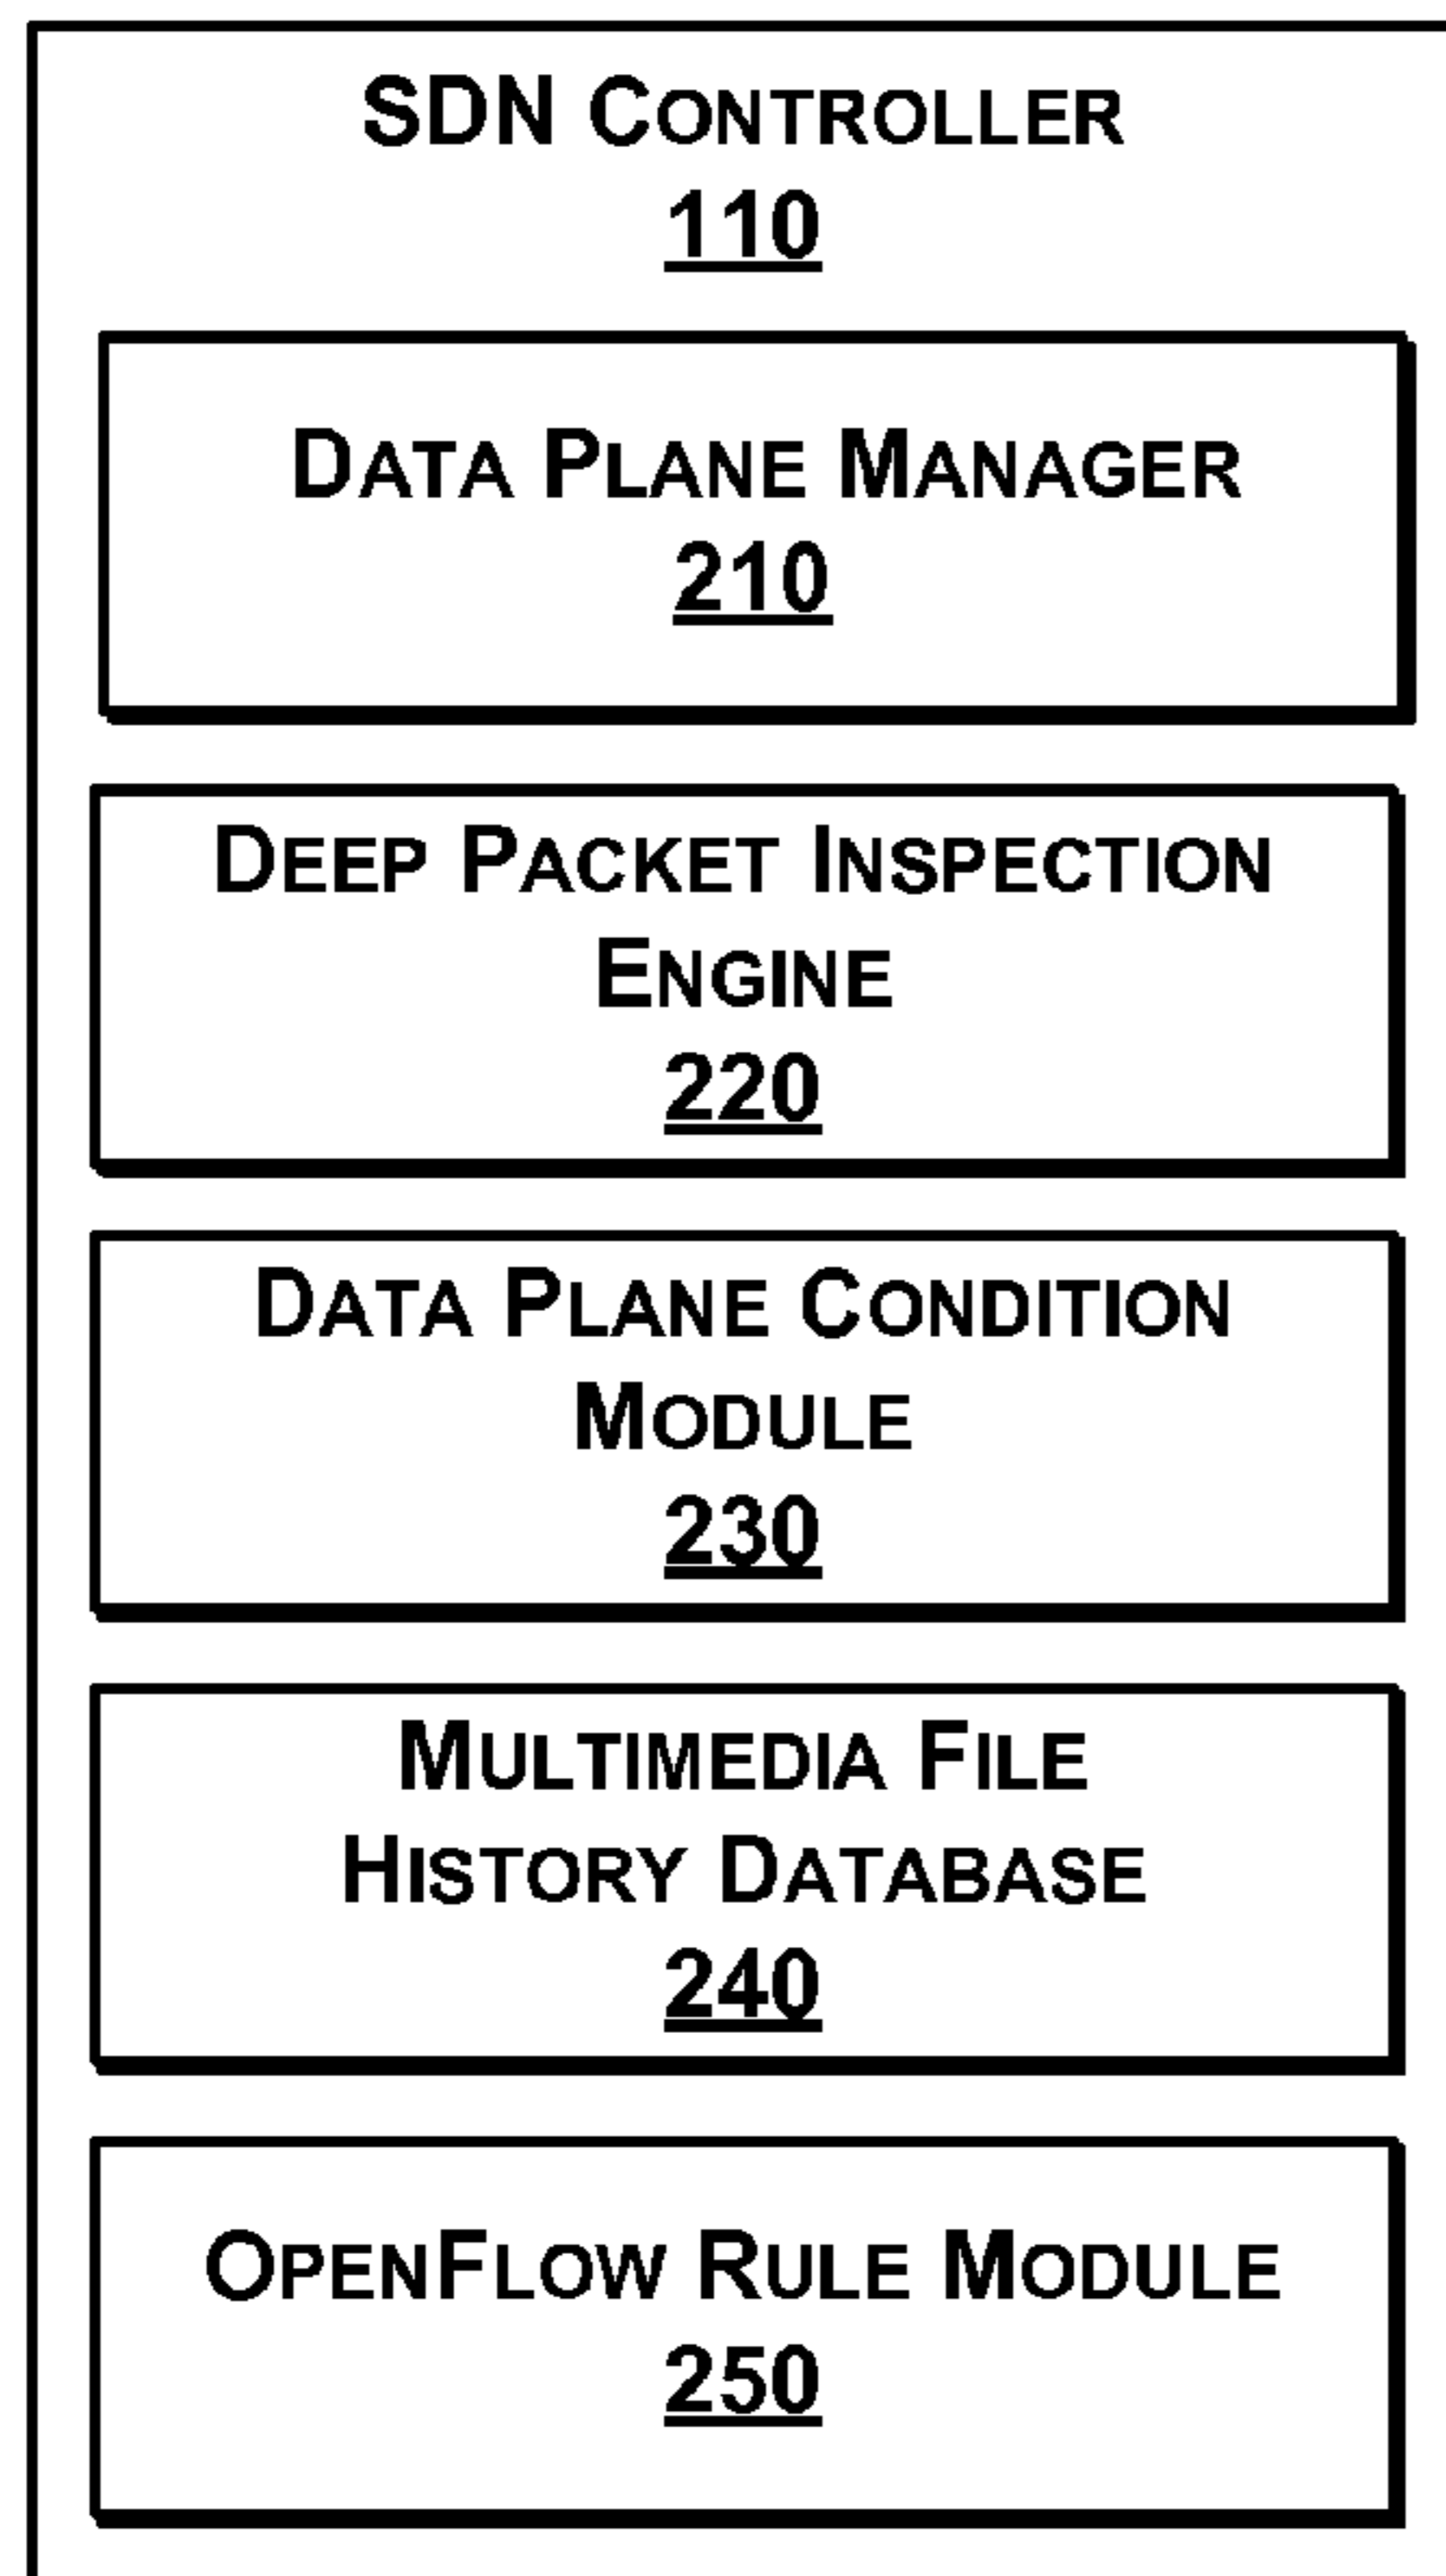 SDN CONTROLLER
110
DATA PLANE MANAGER
210
DEEP PACKET INSPECTION
ENGINE
220
DATA PLANE CONDITION
MODULE
230
MULTIMEDIA FILE
HISTORY DATABASE
240
OPENFLOW RULE MODULE
250